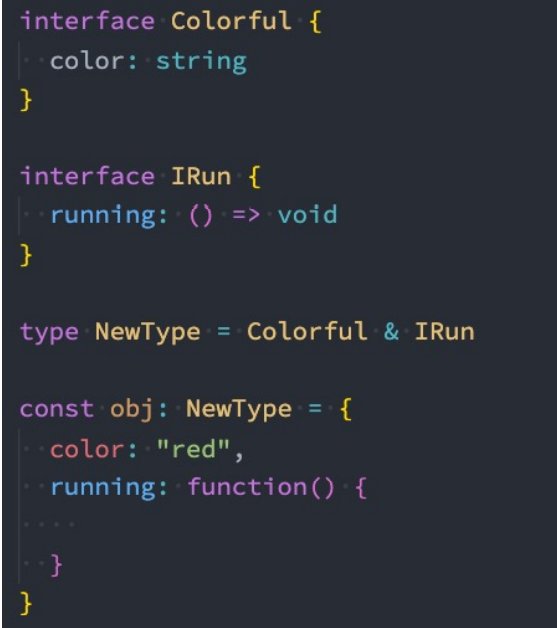 interface Colorful {
  color: string
}

interface IRun {
  running: () => void
}

type NewType = Colorful & IRun

const obj: NewType = {
  color: "red",
  running: function() {

  }
}